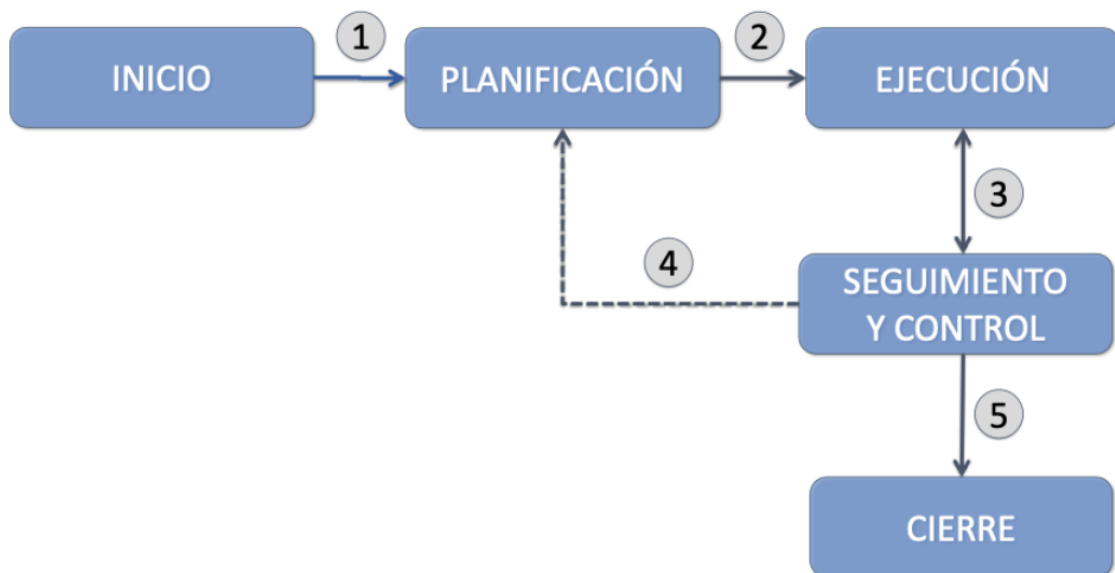 1
2
INICIO
PLANIFICACIÓN
EJECUCIÓN
3
4
SEGUIMIENTO
Y CONTROL
5
CIERRE